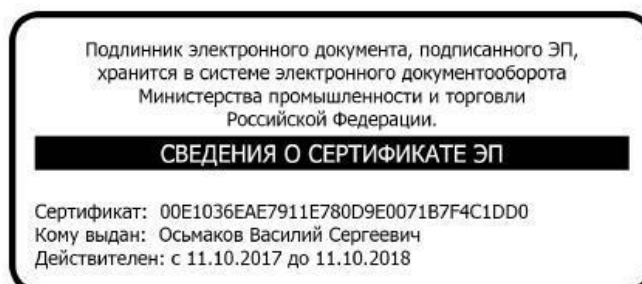 Подлинник электронного документа, подписанного ЭП,
хранится в системе электронного документооборота
Министерства промышленности и торговли
Российской Федерации.
СВЕДЕНИЯ О СЕРТИФИКАТЕ ЭП
Сертификат: 00E1036EAE7911E780D9E0071B7F4C1DD0
Кому выдан: Осьмаков Василий Сергеевич
Действителен: с 11.10.2017 до 11.10.2018